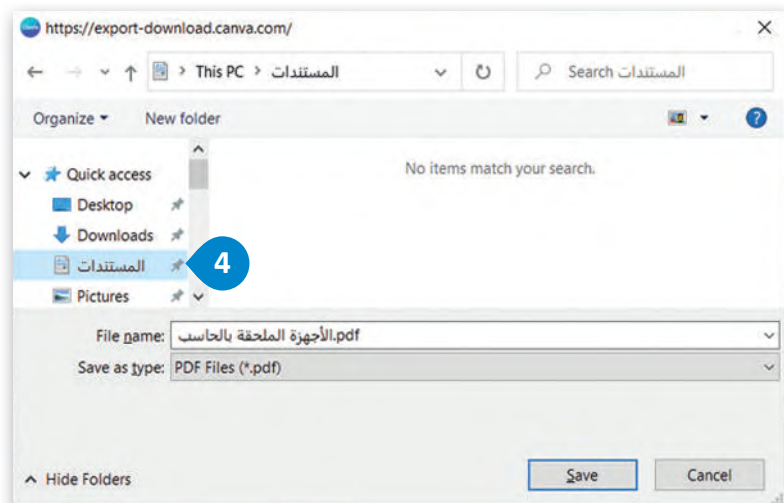 https://export-download.canva.com/
This PC > المستندات
Search المستندات
Organize New folder
No items match your search.
Quick access
Desktop
Downloads
المستندات 4
Pictures
File name: الأجهزة الملحقة بالحاسب.pdf
Save as type: PDF Files (*.pdf)
Hide Folders Save Cancel